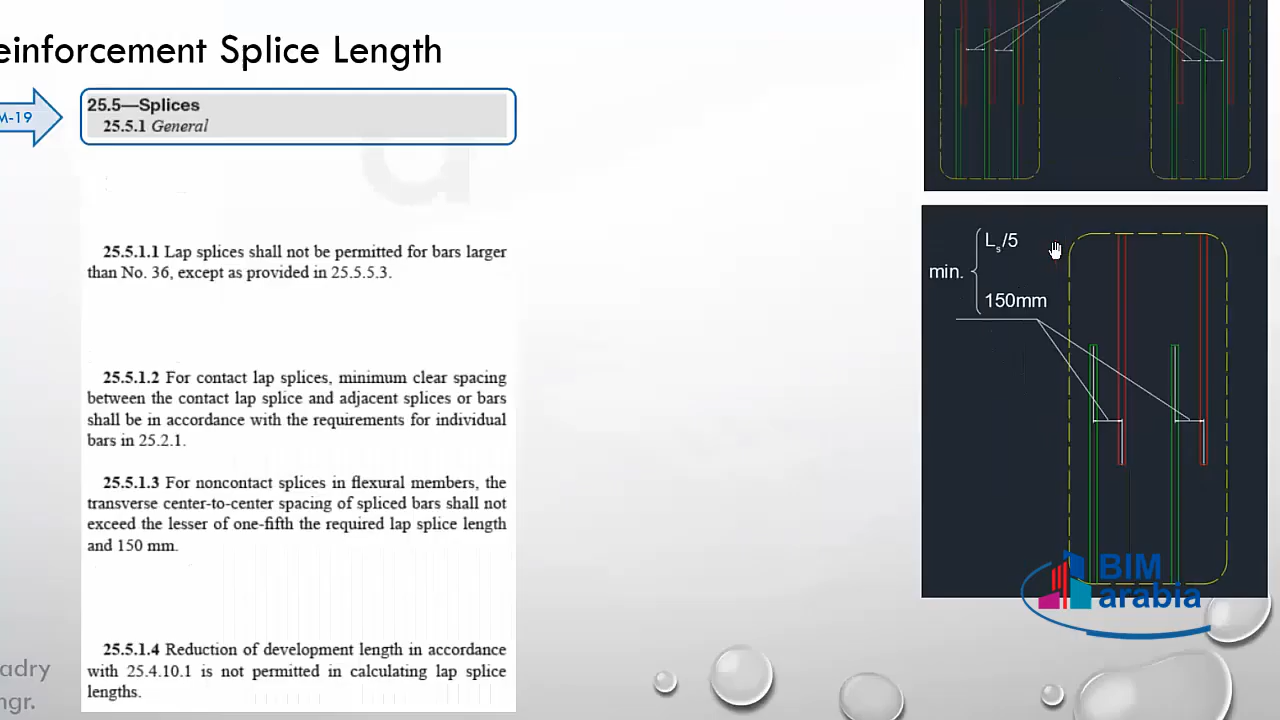 einforcement Splice Length
M-19
25.5—Splices
25.5.1 General
25.5.1.1 Lap splices shall not be permitted for bars larger
than No. 36, except as provided in 25.5.5.3.
25.5.1.2 For contact lap splices, minimum clear spacing
between the contact lap splice and adjacent splices or bars
shall be in accordance with the requirements for individual
bars in 25.2.1.
25.5.1.3 For noncontact splices in flexural members, the
transverse center-to-center spacing of spliced bars shall not
exceed the lesser of one-fifth the required lap splice length
and 150 mm.
25.5.1.4 Reduction of development length in accordance
with 25.4.10.1 is not permitted in calculating lap splice
lengths.
Ls/5
min.
150mm
BIM
arabia
adry
ngr.